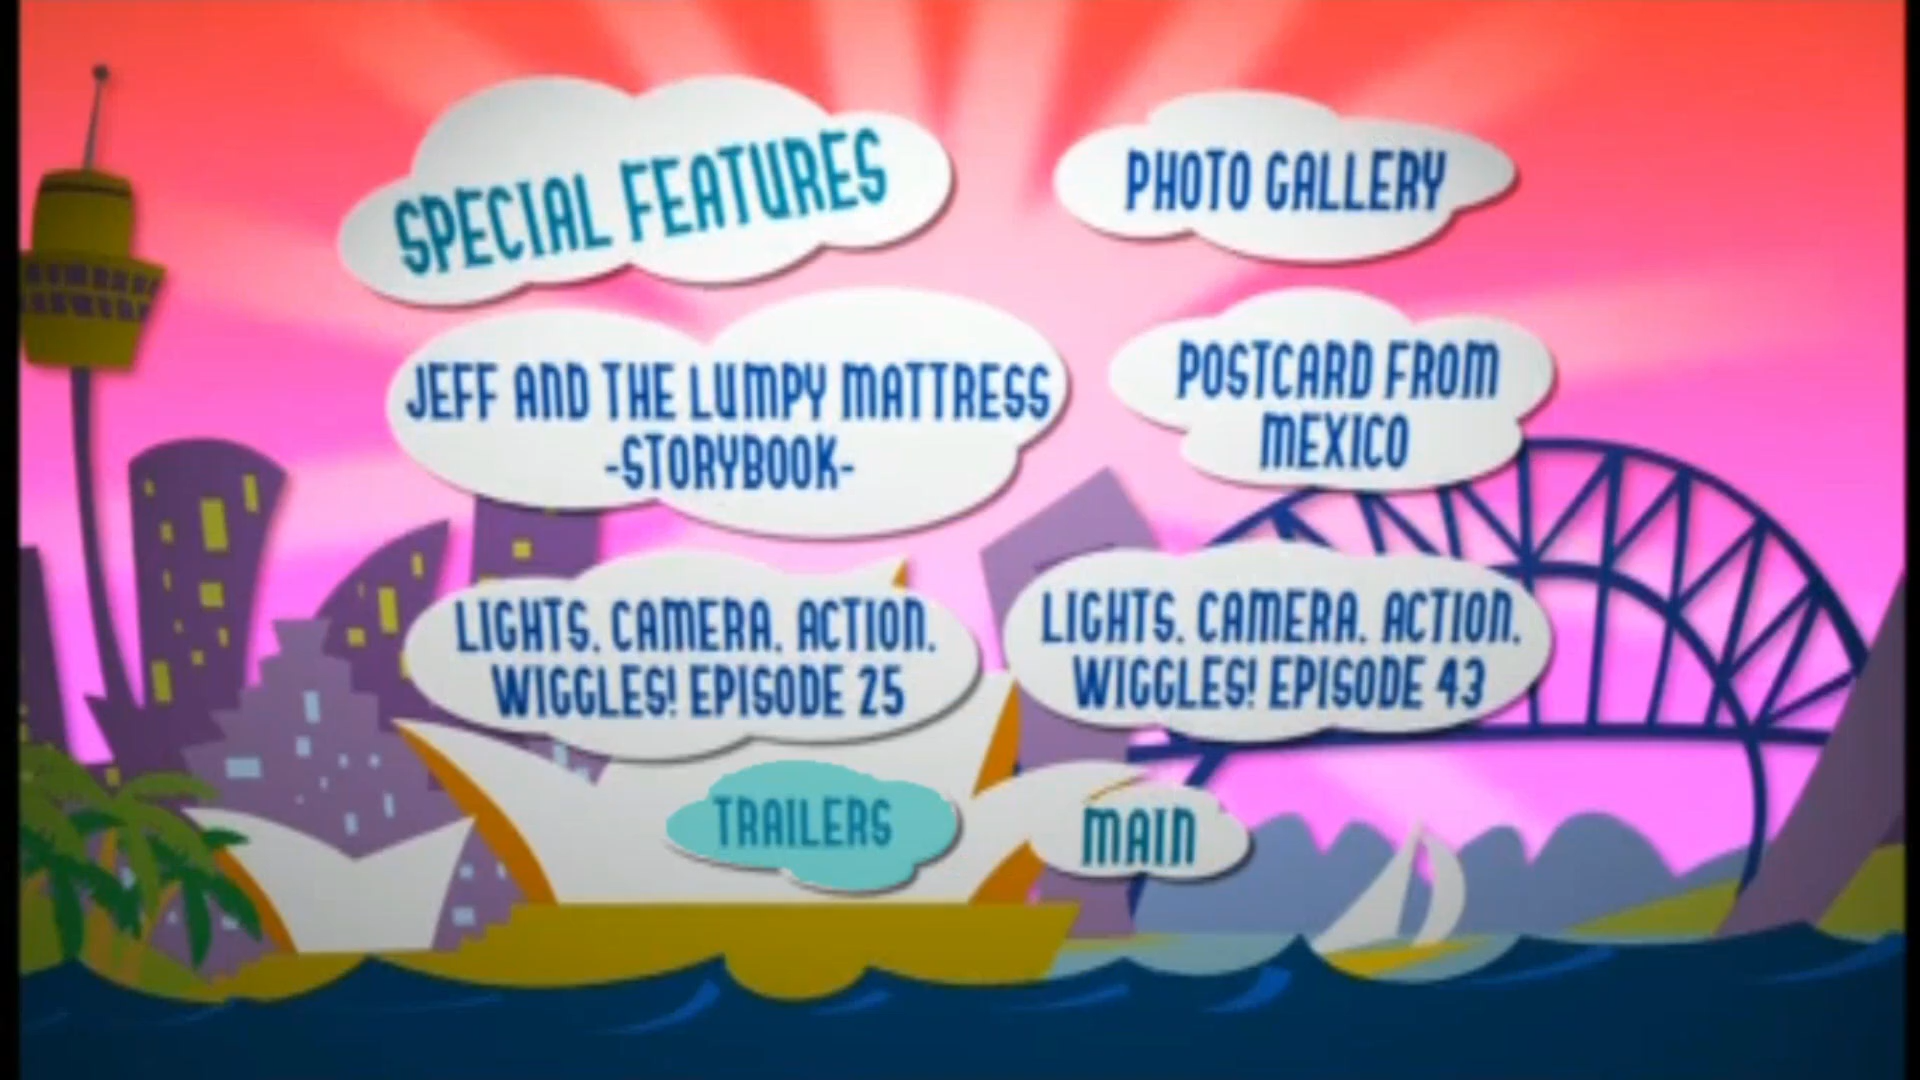 SPECIAL FEATURES
PHOTO GALLERY
JEFF AND THE LUMPY MATTRESS
-STORYBOOK-
POSTCARD FROM
MEXICO
LIGHTS, CAMERA, ACTION,
WIGGLES! EPISODE 25
LIGHTS, CAMERA, ACTION,
WIGGLES! EPISODE 43
TRAILERS
MAIN